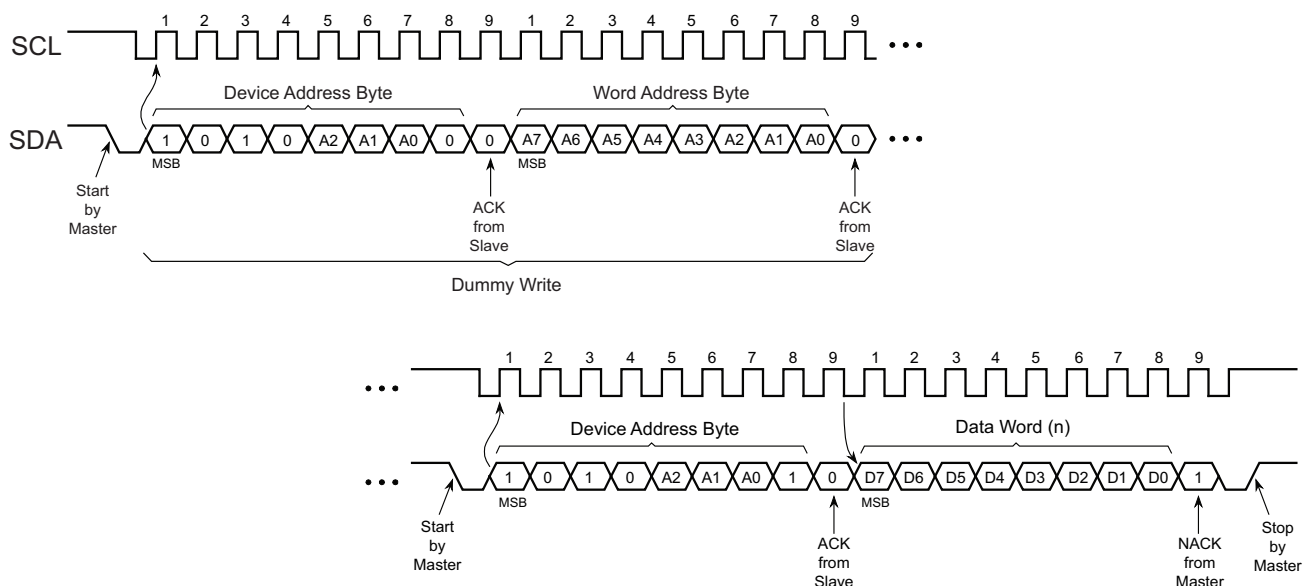 1 2 3 4 5 6 7 8 9 1 2 3 4 5 6 7 8 9
SCL
Device Address Byte Word Address Byte
SDA 1 0 1 0 A2 A1 A0 0 0 A7 A6 A5 A4 A3 A2 A1 A0 0
MSB MSB
Start
by
Master
ACK
from
Slave
ACK
from
Slave
Dummy Write
1 2 3 4 5 6 7 8 9 1 2 3 4 5 6 7 8 9
Device Address Byte Data Word (n)
1 0 1 0 A2 A1 A0 1 0 D7 D6 D5 D4 D3 D2 D1 D0 1
MSB MSB
Start
by
Master
ACK
from
Slave
NACK
from
Master
Stop
by
Master